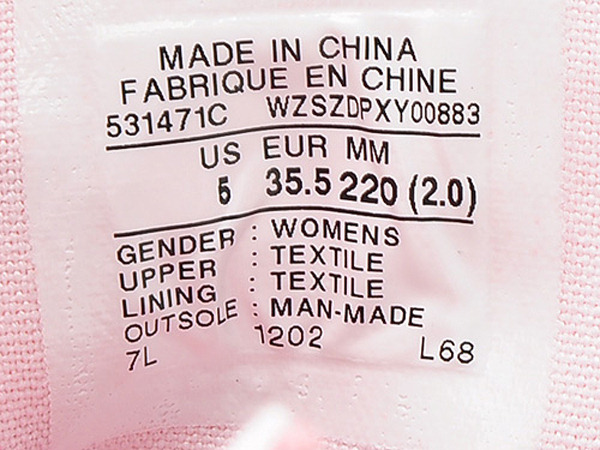 MADE IN CHINA
FABRIQUE EN CHINE
531471C WZSZDPXY00883
US EUR MM
5 35.5 220 (2.0)
GENDER : WOMENS
UPPER : TEXTILE
LINING : TEXTILE
OUTSOLE : MAN-MADE
7L 1202 L68